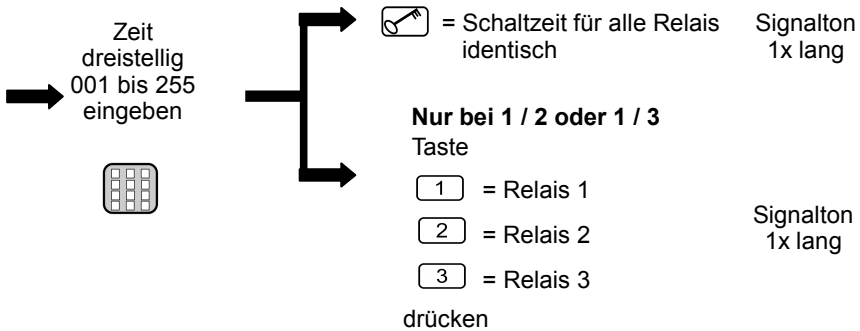 Zeit
dreistellig
001 bis 255
eingeben
= Schaltzeit für alle Relais
identisch
Signalton
1x lang
Nur bei 1 / 2 oder 1 / 3
Taste
1 = Relais 1
2 = Relais 2
3 = Relais 3
drücken
Signalton
1x lang